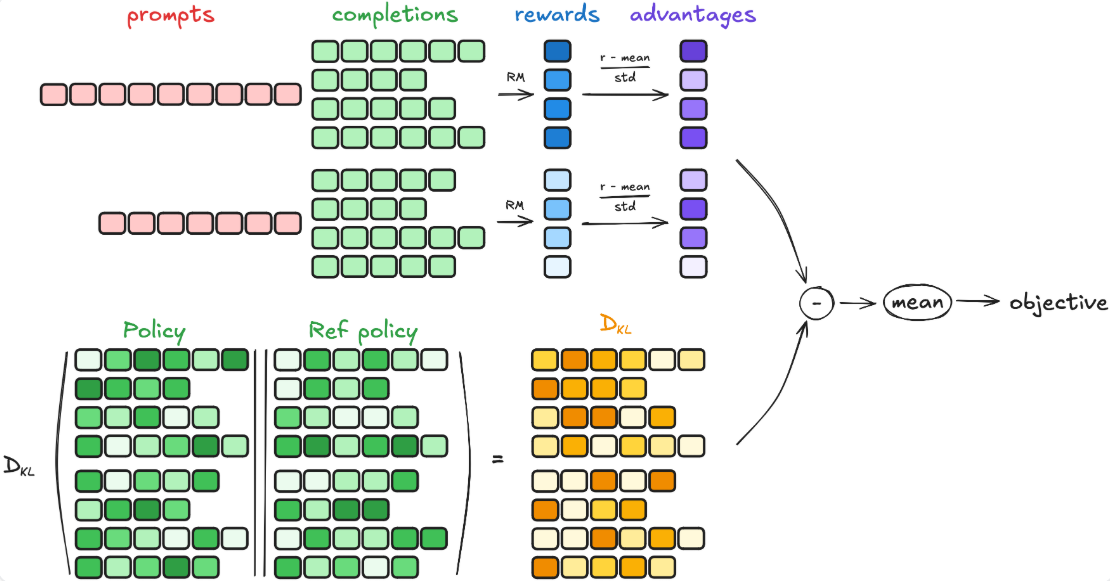 prompts
completions
rewards
advantages
RM
r - mean
std
RM
r - mean
std
-
mean
objective
Policy
Ref policy
DKL
DKL
=